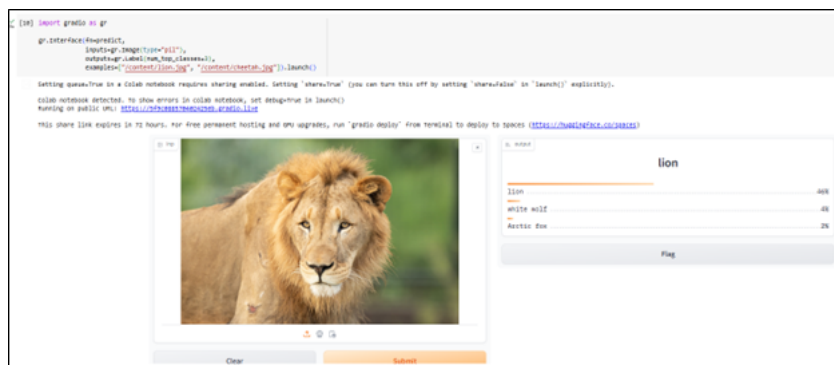 [10] import gradio as gr
gr.Interface(fn=predict,
inputs=gr.Image(type="pil"),
outputs=gr.Label(num_top_classes=3),
examples=["/content/lion.jpg", "/content/cheetah.jpg"]).launch()
Setting queue=True in a Colab notebook requires sharing enabled. Setting `share=True` (you can turn this off by setting `share=False` in `launch()` explicitly).
Colab notebook detected. To show errors in colab notebook, set debug=True in launch()
Running on public URL:
This share link expires in 72 hours. For free permanent hosting and GPU upgrades, run `gradio deploy` from Terminal to deploy to Spaces (https://huggingface.co/spaces)
output
lion
lion 46%
white wolf 4%
Arctic fox 2%
Flag
Clear
Submit